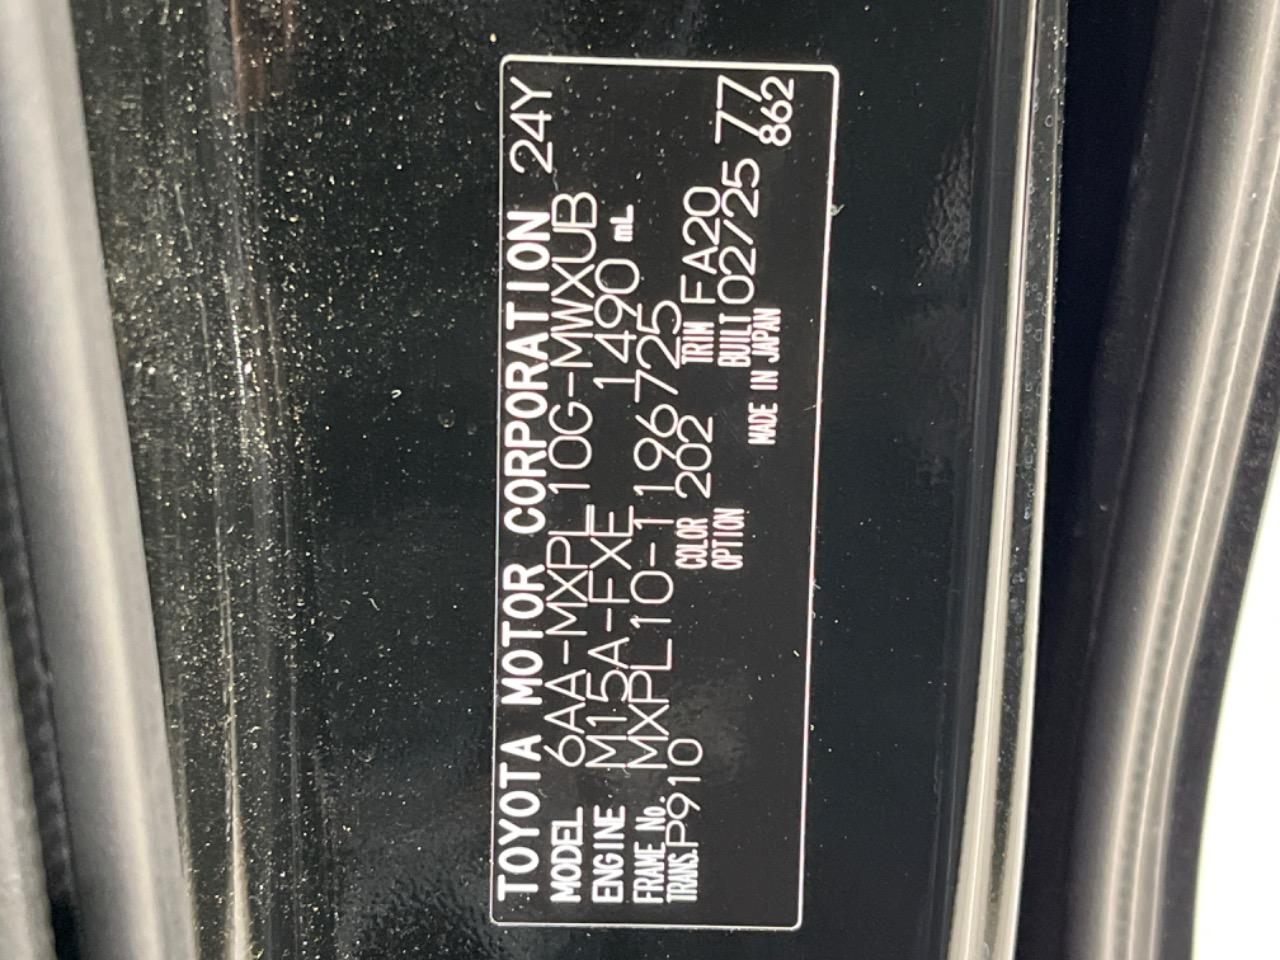 TOYOTA MOTOR CORPORATION 24Y
MODEL 6AA-MXPL10G-MWXUB
ENGINE M15A-FXE 1490 mL
FRAME No. MXPL10-1196725
TRANS. P910 COLOR 202 TRIM FA20
OPTION BUILT 02/25 77
MADE IN JAPAN 862